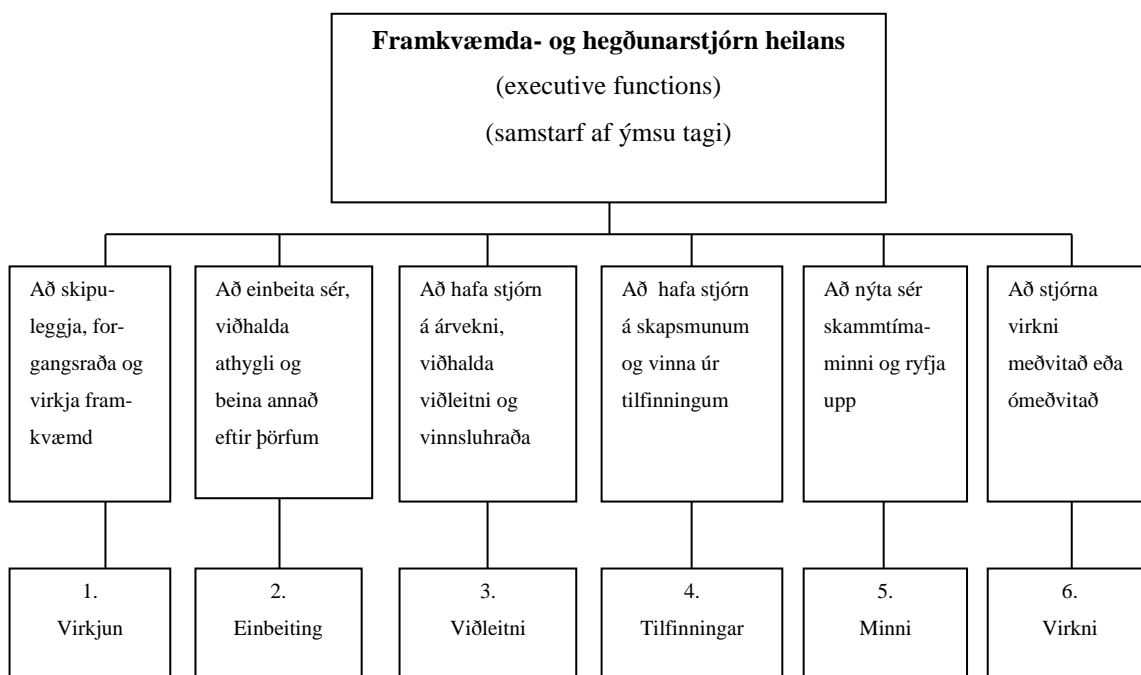 Framkvæmda- og hegðunarstjórn heilans
(executive functions)
(samstarf af ýmsu tagi)
Að skipu-
leggja, for-
gangsraða og
virkja fram-
kvæmd
Að einbeita sér,
viðhalda
athygli og
beina annað
eftir þörfum
Að hafa stjórn
á árvekni,
viðhalda
viðleitni og
vinnsluhraða
Að hafa stjórn
á skapsmunum
og vinna úr
tilfinningum
Að nýta sér
skammtíma-
minni og ryfja
upp
Að stjórna
virkni
meðvitað eða
ómeðvitað
1.
Virkjun
2.
Einbeiting
3.
Viðleitni
4.
Tilfinningar
5.
Minni
6.
Virkni